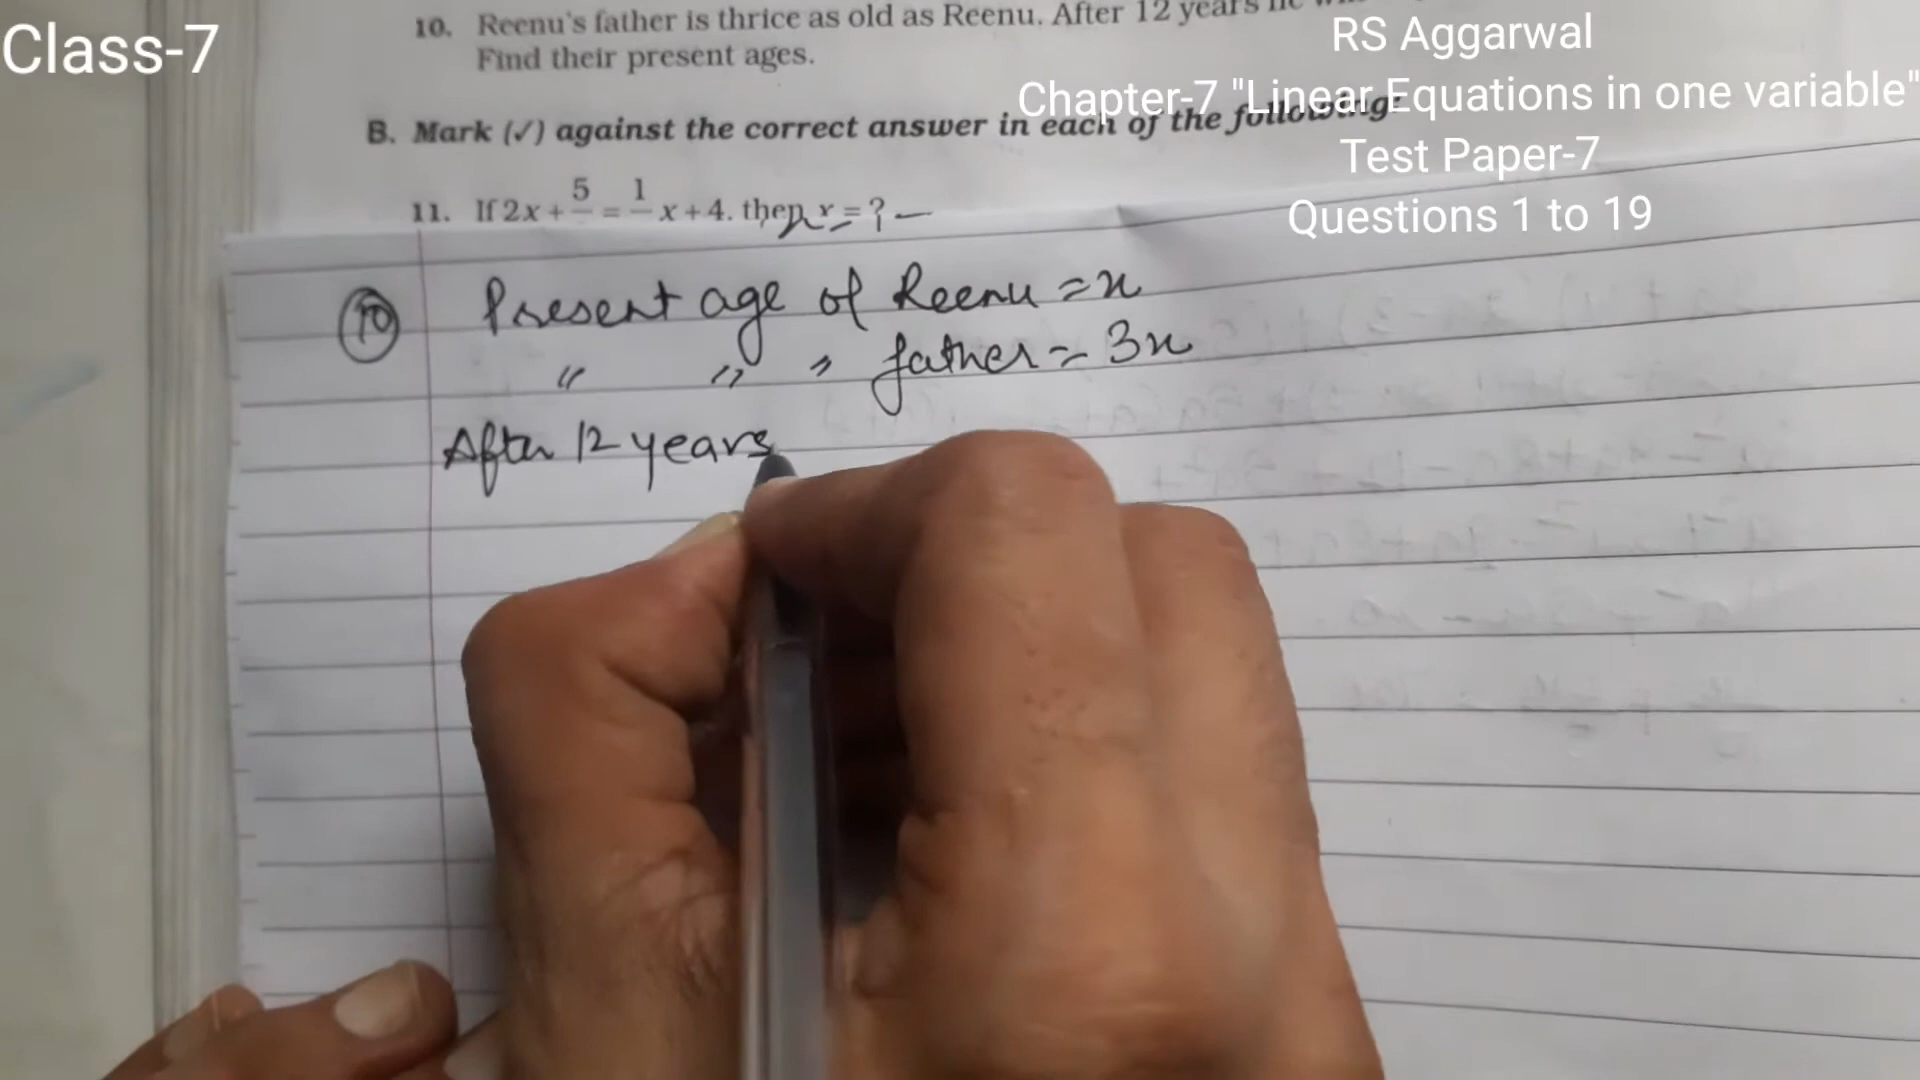 Class-7
RS Aggarwal
Chapter-7 "Linear Equations in one variable"
Test Paper-7
Questions 1 to 19
10. Reenu's father is thrice as old as Reenu. After 12 years he
Find their present ages.
B. Mark (✓) against the correct answer in each of the following:
11. If 2x + 5/ = 1/ x + 4. then x = ?
10 Present age of Reenu = x
" " " father = 3x
After 12 years